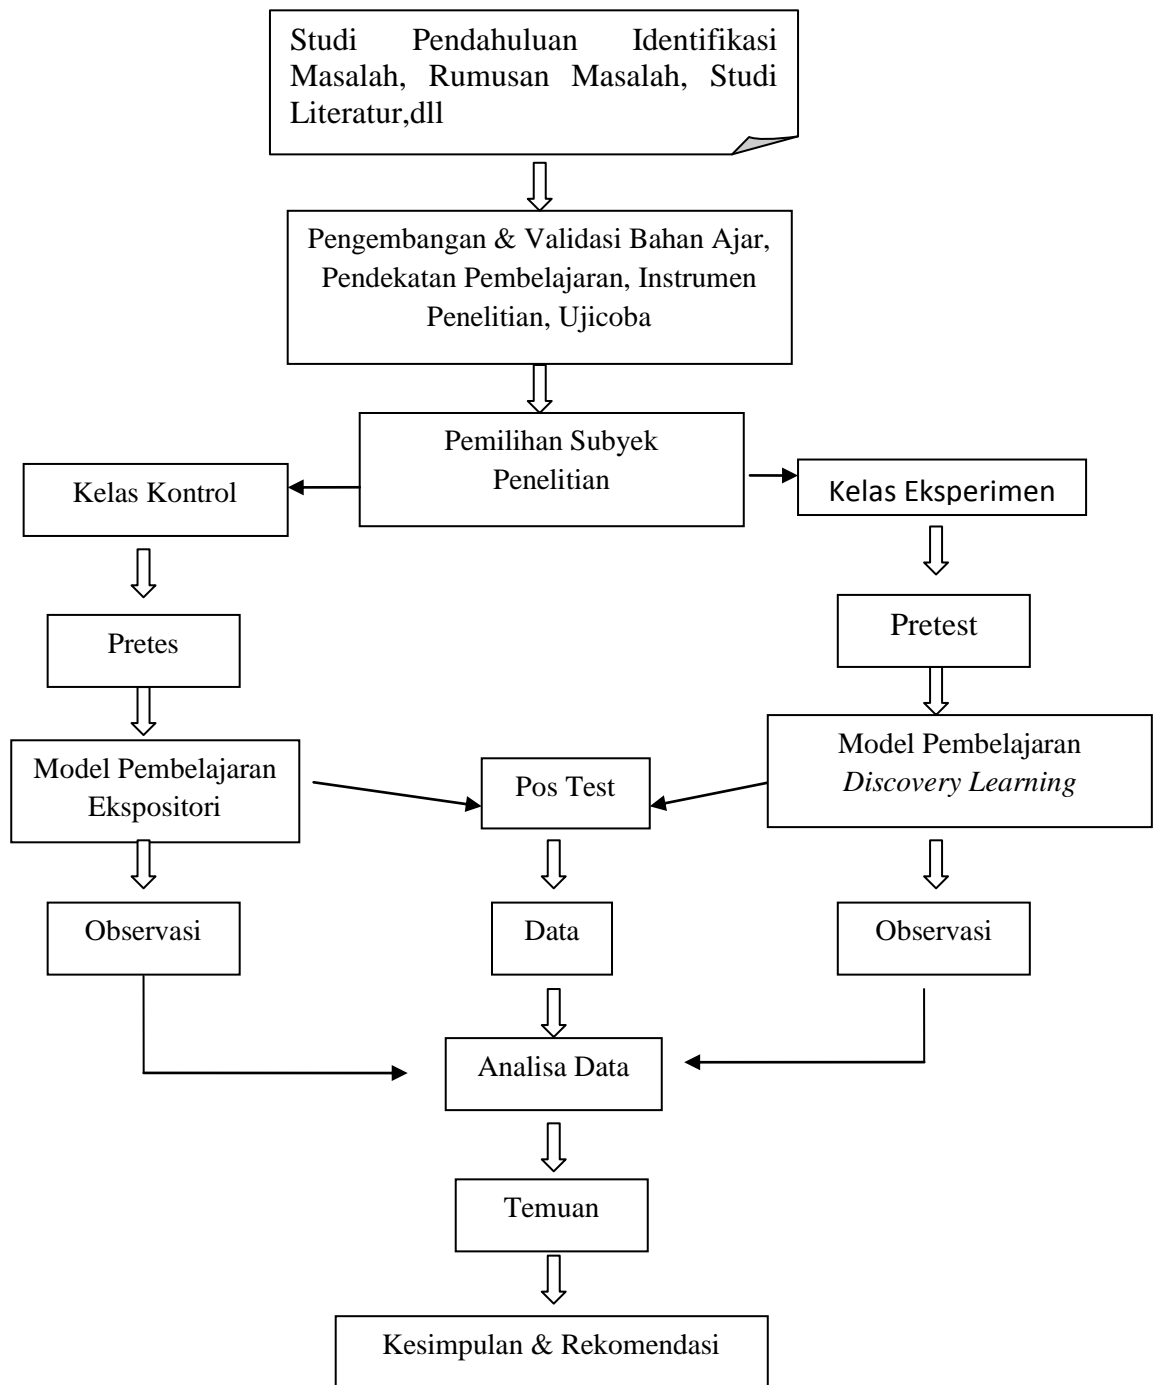 Studi Pendahuluan Identifikasi
Masalah, Rumusan Masalah, Studi
Literatur,dll
Pengembangan & Validasi Bahan Ajar,
Pendekatan Pembelajaran, Instrumen
Penelitian, Ujicoba
Pemilihan Subyek
Penelitian
Kelas Kontrol
Kelas Eksperimen
Pretes
Pretest
Model Pembelajaran
Ekspositori
Pos Test
Model Pembelajaran
Discovery Learning
Observasi
Data
Observasi
Analisa Data
Temuan
Kesimpulan & Rekomendasi